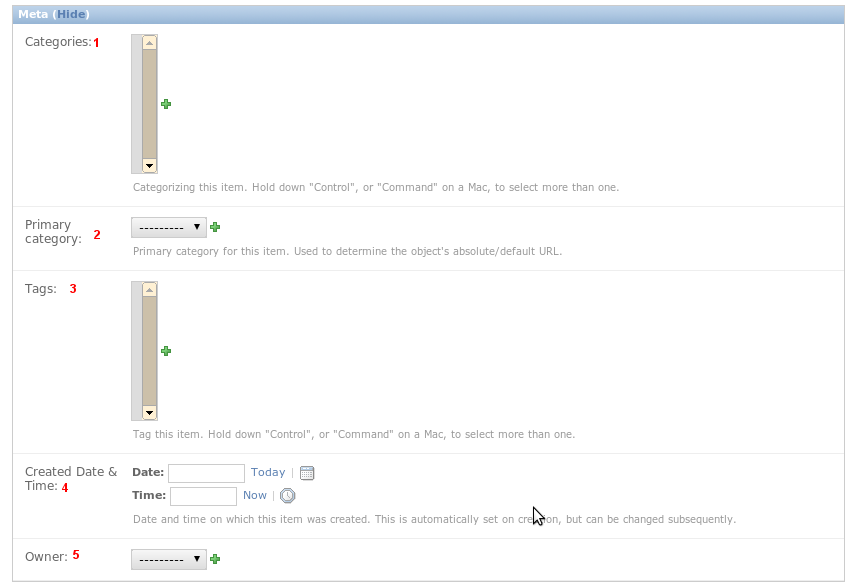 Meta (Hide)
Categories: 1
Categorizing this item. Hold down "Control", or "Command" on a Mac, to select more than one.
Primary
category: 2
---------
Primary category for this item. Used to determine the object's absolute/default URL.
Tags: 3
Tag this item. Hold down "Control", or "Command" on a Mac, to select more than one.
Created Date &
Time: 4
Date: Today |
Time: Now |
Date and time on which this item was created. This is automatically set on creation, but can be changed subsequently.
Owner: 5
---------